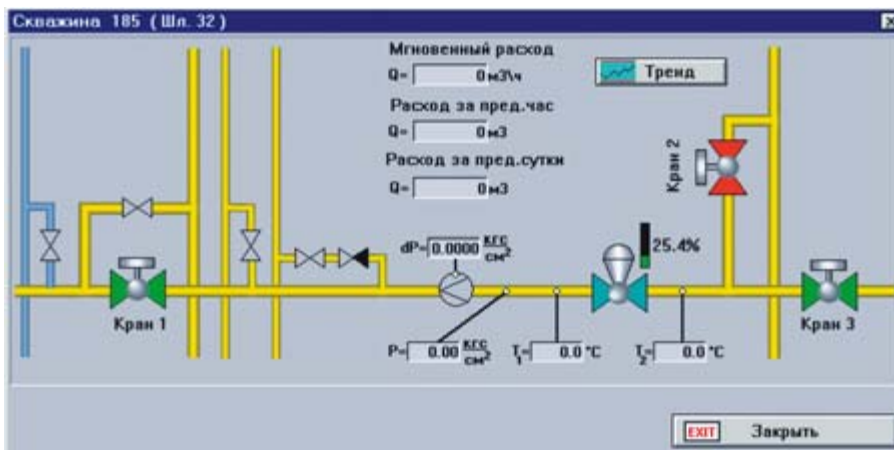 Скважина 185 ( Шл. 32 )
Мгновенный расход
Q= 0 м3\ч
Тренд
Расход за пред.час
Q= 0 м3
Расход за пред.сутки
Q= 0 м3
Кран 2
dP= 0.0000 кгс/см2
25.4%
Кран 1
Кран 3
P= 0.00 кгс/см2
T1= 0.0 °C
T2= 0.0 °C
EXIT Закрыть